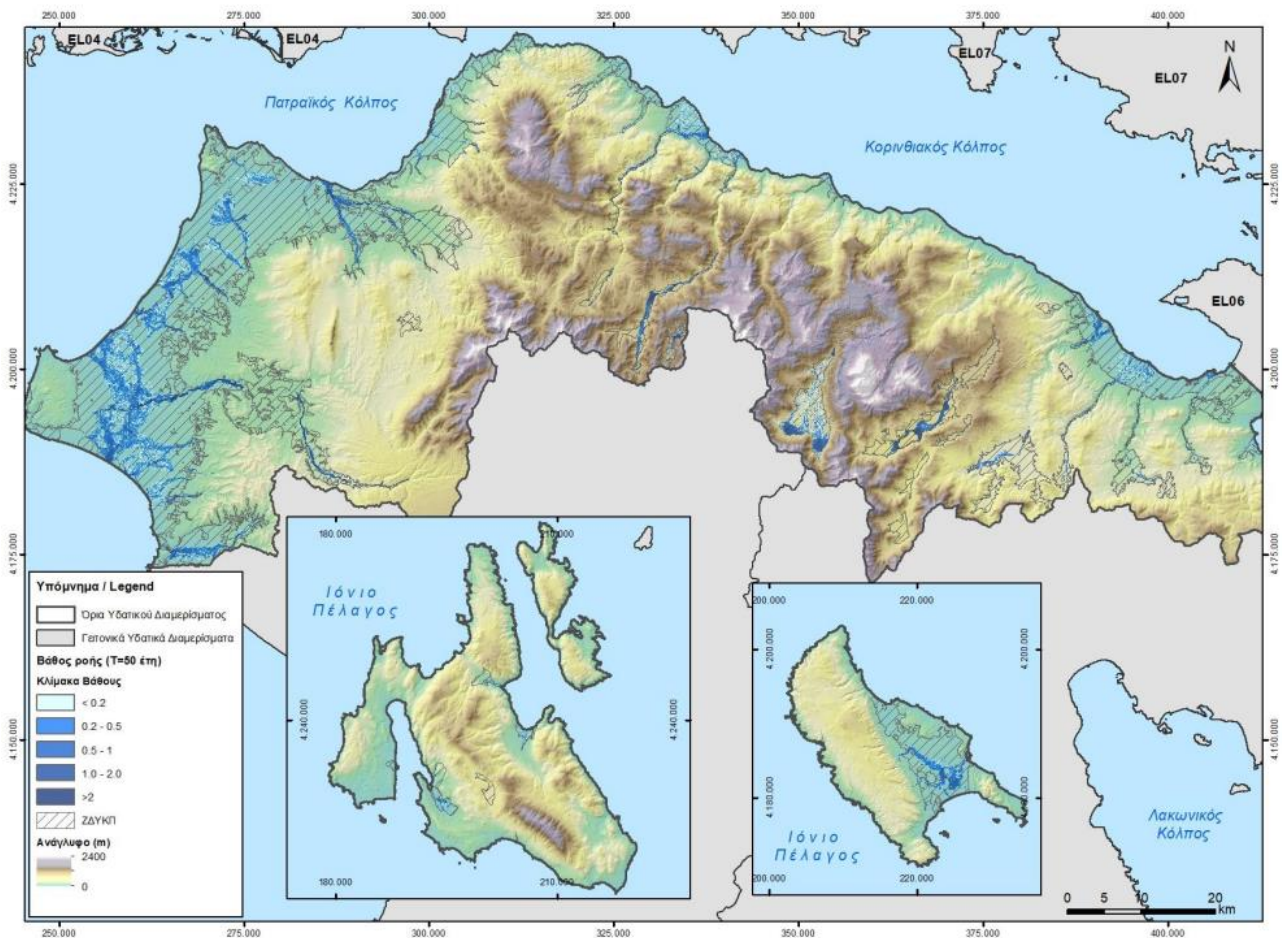 250.000 275.000 300.000 325.000 350.000 375.000 400.000
EL04 EL04 EL07
EL07
N
Πατραϊκός Κόλπος
Κορινθιακός Κόλπος
4.225.000 4.225.000
EL06
4.200.000 4.200.000
4.175.000 4.175.000
4.150.000 4.150.000
180.000 210.000
Ιόνιο
Πέλαγος
4.240.000 4.240.000
180.000 210.000
200.000 220.000
4.200.000 4.200.000
4.180.000 4.180.000
Ιόνιο
Πέλαγος
200.000 220.000
Λακωνικός
Κόλπος
Υπόμνημα / Legend
Όρια Υδατικού Διαμερίσματος
Γειτονικά Υδατικά Διαμερίσματα
Βάθος ροής (Τ=50 έτη)
Κλίμακα Βάθους
< 0.2
0.2 - 0.5
0.5 - 1
1.0 - 2.0
>2
ΖΔΥΚΠ
Ανάγλυφο (m)
2400
0
0 5 10 20
km
250.000 275.000 300.000 325.000 350.000 375.000 400.000